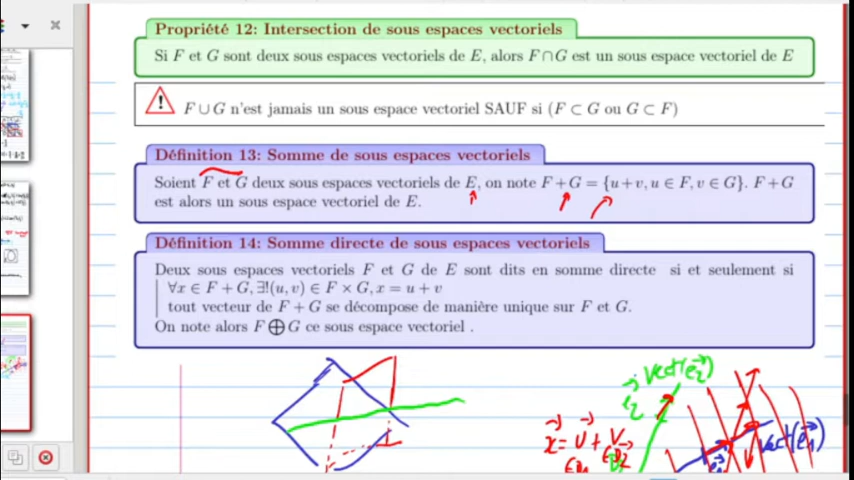 Propriété 12: Intersection de sous espaces vectoriels
Si F et G sont deux sous espaces vectoriels de E, alors F∩G est un sous espace vectoriel de E
F ∪ G n'est jamais un sous espace vectoriel SAUF si (F ⊂ G ou G ⊂ F)
Définition 13: Somme de sous espaces vectoriels
Soient F et G deux sous espaces vectoriels de E, on note F+G = {u+v, u ∈ F, v ∈ G}. F+G
est alors un sous espace vectoriel de E.
Définition 14: Somme directe de sous espaces vectoriels
Deux sous espaces vectoriels F et G de E sont dits en somme directe si et seulement si
∀x ∈ F + G, ∃!(u, v) ∈ F × G, x = u + v
tout vecteur de F + G se décompose de manière unique sur F et G.
On note alors F ⊕ G ce sous espace vectoriel .
Vect(e₂)
x = U + V
Vect(e₁)